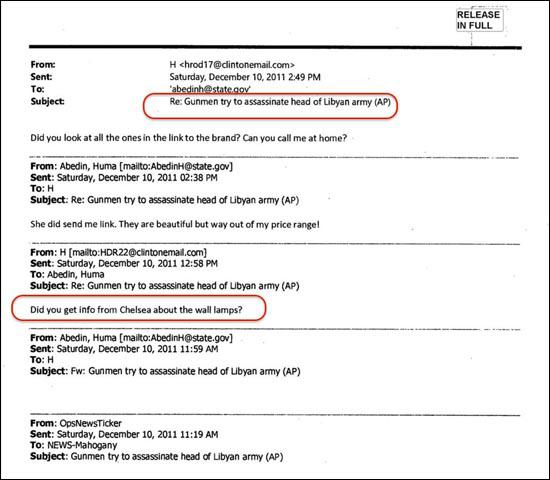 RELEASE
IN FULL
From: H <hrod17@clintonemail.com>
Sent: Saturday, December 10, 2011 2:49 PM
To: 'abedinh@state.gov'
Subject: Re: Gunmen try to assassinate head of Libyan army (AP)
Did you look at all the ones in the link to the brand? Can you call me at home?
From: Abedin, Huma [mailto:AbedinH@state.gov]
Sent: Saturday, December 10, 2011 02:38 PM
To: H
Subject: Re: Gunmen try to assassinate head of Libyan army (AP)
She did send me link. They are beautiful but way out of my price range!
From: H [mailto:HDR22@clintonemail.com]
Sent: Saturday, December 10, 2011 12:58 PM
To: Abedin, Huma
Subject: Re: Gunmen try to assassinate head of Libyan army (AP)
Did you get info from Chelsea about the wall lamps?
From: Abedin, Huma [mailto:AbedinH@state.gov]
Sent: Saturday, December 10, 2011 11:59 AM
To: H
Subject: Fw: Gunmen try to assassinate head of Libyan army (AP)
From: OpsNewsTicker
Sent: Saturday, December 10, 2011 11:19 AM
To: NEWS-Mahogany
Subject: Gunmen try to assassinate head of Libyan army (AP)